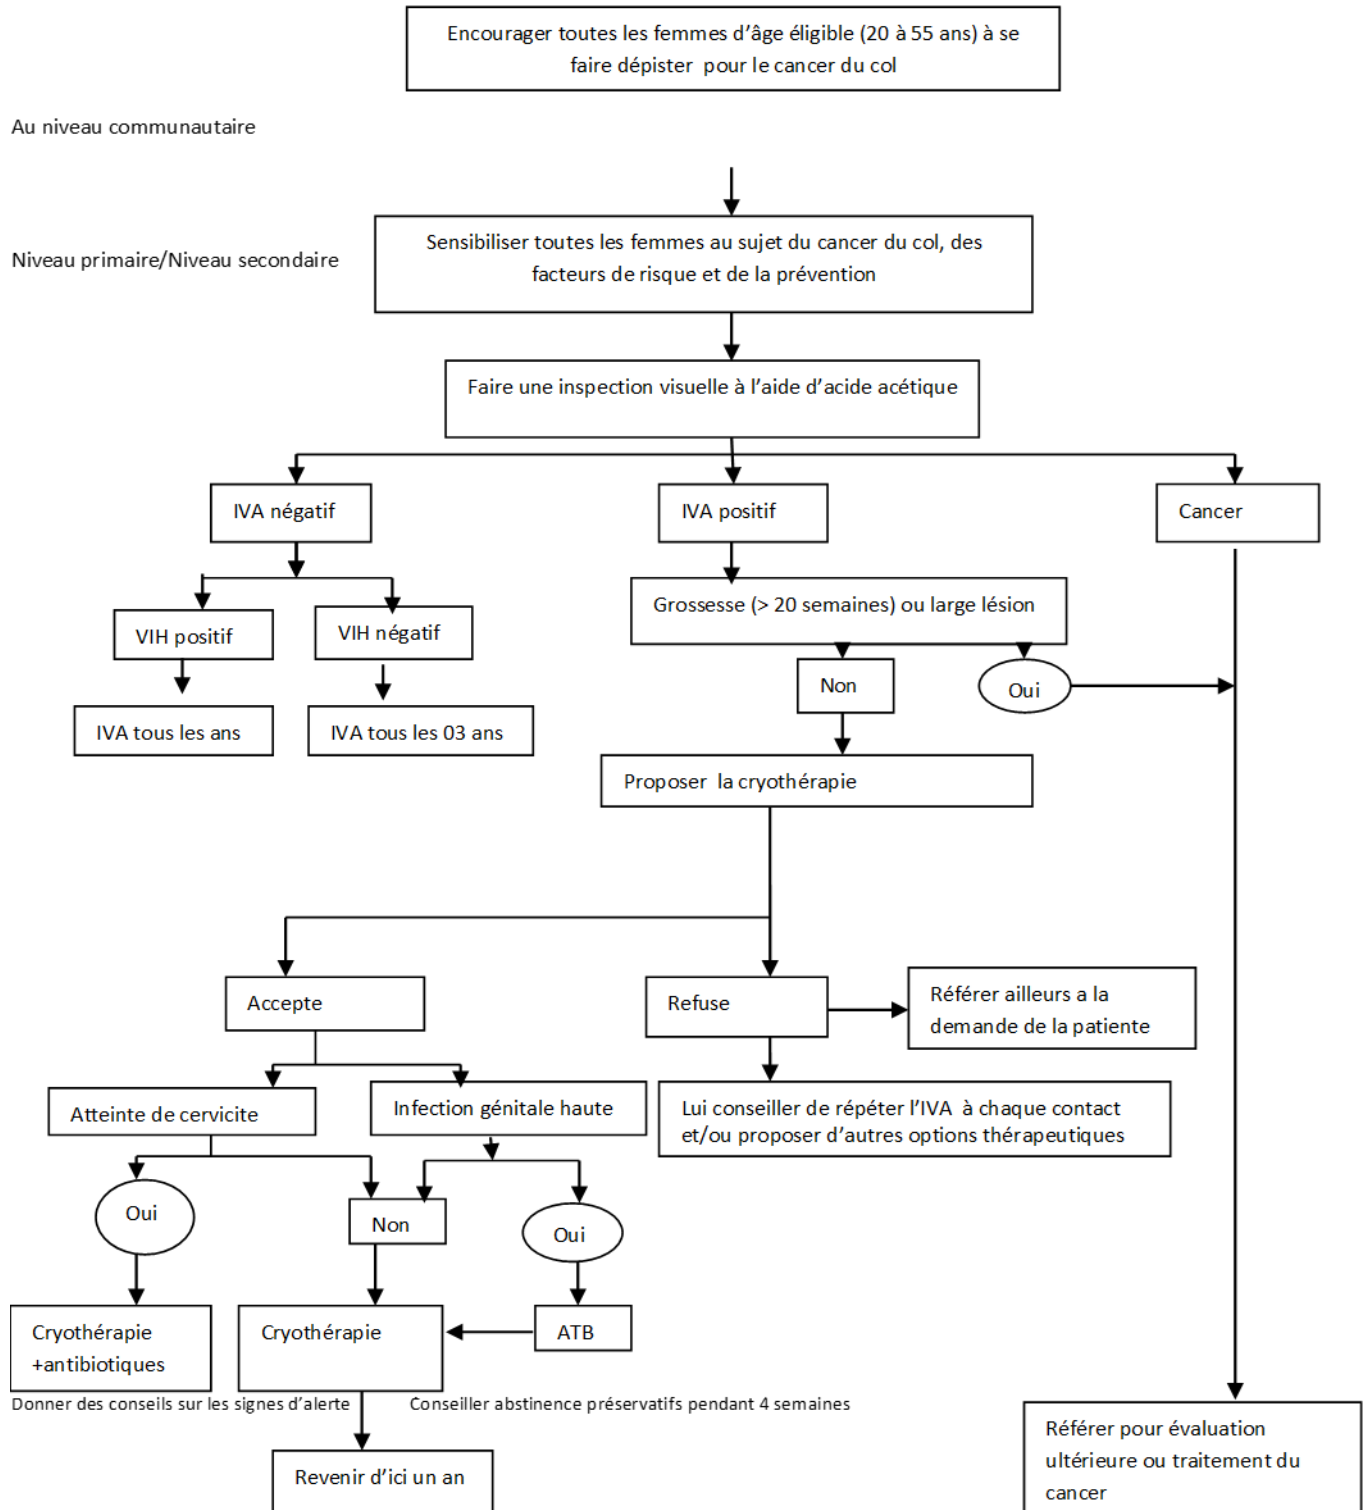 Encourager toutes les femmes d’âge éligible (20 à 55 ans) à se
faire dépister pour le cancer du col
Au niveau communautaire
Niveau primaire/Niveau secondaire
Sensibiliser toutes les femmes au sujet du cancer du col, des
facteurs de risque et de la prévention
Faire une inspection visuelle à l’aide d’acide acétique
IVA négatif
IVA positif
Cancer
Grossesse (> 20 semaines) ou large lésion
VIH positif
VIH négatif
Non
Oui
IVA tous les ans
IVA tous les 03 ans
Proposer la cryothérapie
Accepte
Refuse
Référer ailleurs a la
demande de la patiente
Atteinte de cervicite
Infection génitale haute
Lui conseiller de répéter l’IVA à chaque contact
et/ou proposer d’autres options thérapeutiques
Oui
Non
Oui
Cryothérapie
+antibiotiques
Cryothérapie
ATB
Donner des conseils sur les signes d’alerte
Conseiller abstinence préservatifs pendant 4 semaines
Revenir d’ici un an
Référer pour évaluation
ultérieure ou traitement du
cancer